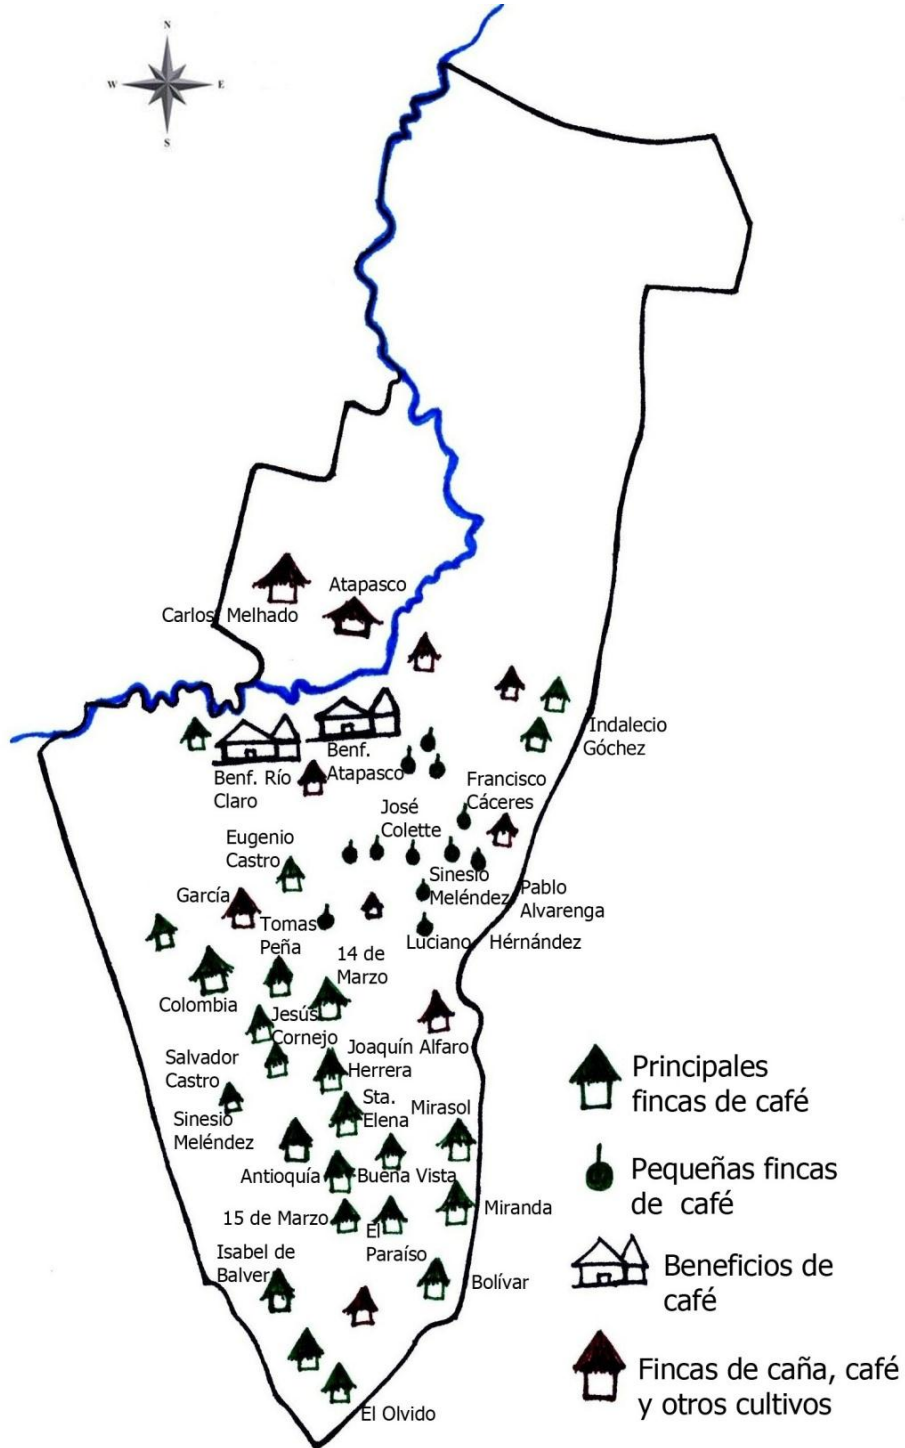 N
W E
S
Atapasco
Carlos Melhado
Indalecio
Góchez
Benf.
Atapasco
Benf. Río
Claro
Francisco
Cáceres
José
Colette
Eugenio
Castro
Sinesio
Meléndez
Pablo
Alvarenga
García
Tomas
Peña
Luciano Hérnández
14 de
Marzo
Colombia
Jesús
Cornejo
Joaquín Alfaro
Herrera
Salvador
Castro
Sta.
Elena
Mirasol
Sinesio
Meléndez
Antioquía
Buena Vista
15 de Marzo
El
Paraíso
Miranda
Isabel de
Balver
Bolívar
El Olvido
Principales
fincas de café
Pequeñas fincas
de café
Beneficios de
café
Fincas de caña, café
y otros cultivos